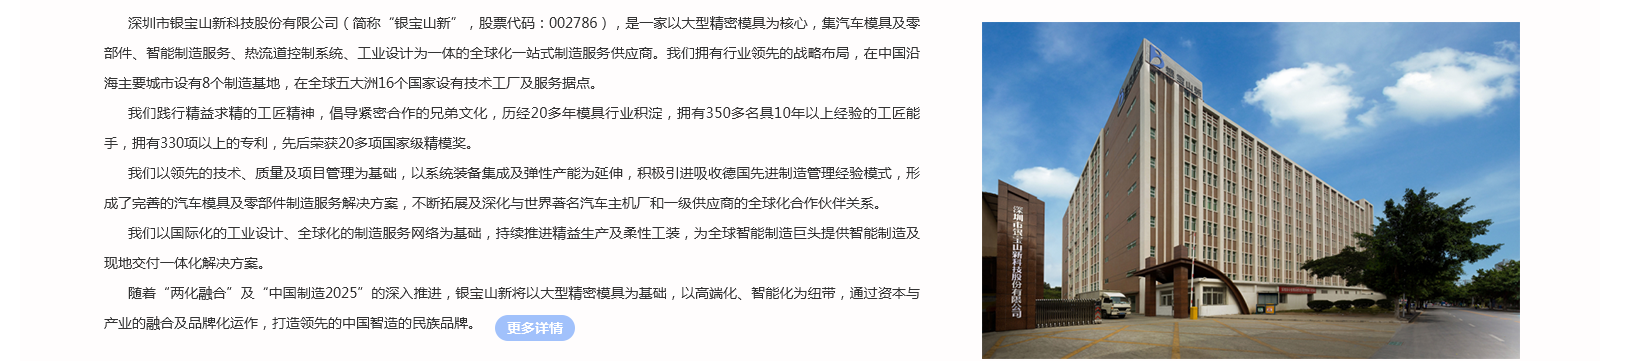 深圳市银宝山新科技股份有限公司（简称“银宝山新”，股票代码：002786），是一家以大型精密模具为核心，集汽车模具及零
部件、智能制造服务、热流道控制系统、工业设计为一体的全球化一站式制造服务供应商。我们拥有行业领先的战略布局，在中国沿
海主要城市设有8个制造基地，在全球五大洲16个国家设有技术工厂及服务据点。
我们践行精益求精的工匠精神，倡导紧密合作的兄弟文化，历经20多年模具行业积淀，拥有350多名具10年以上经验的工匠能
手，拥有330项以上的专利，先后荣获20多项国家级精模奖。
我们以领先的技术、质量及项目管理为基础，以系统装备集成及弹性产能为延伸，积极引进吸收德国先进制造管理经验模式，形
成了完善的汽车模具及零部件制造服务解决方案，不断拓展及深化与世界著名汽车主机厂和一级供应商的全球化合作伙伴关系。
我们以国际化的工业设计、全球化的制造服务网络为基础，持续推进精益生产及柔性工装，为全球智能制造巨头提供智能制造及
现地交付一体化解决方案。
随着“两化融合”及“中国制造2025”的深入推进，银宝山新将以大型精密模具为基础，以高端化、智能化为纽带，通过资本与
产业的融合及品牌化运作，打造领先的中国智造的民族品牌。
更多详情
B
银宝山新
深圳市银宝山新科技股份有限公司